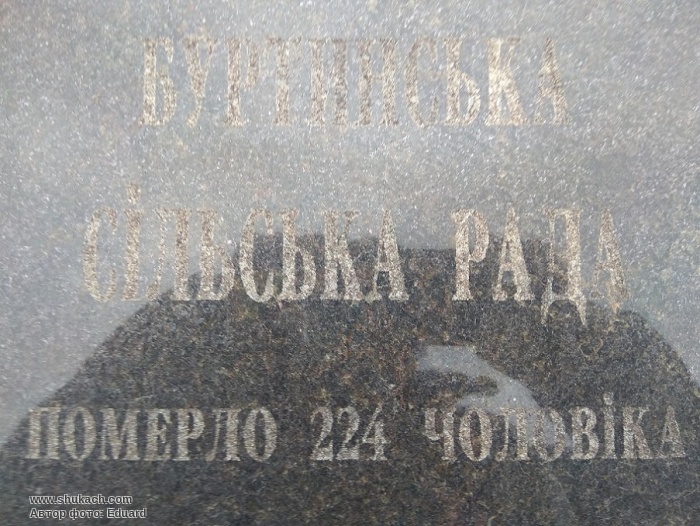 БУРТИНСЬКА
СІЛЬСЬКА РАДА
ПОМЕРЛО 224 ЧОЛОВІКА
www.shukach.com
Автор фото: Eduard